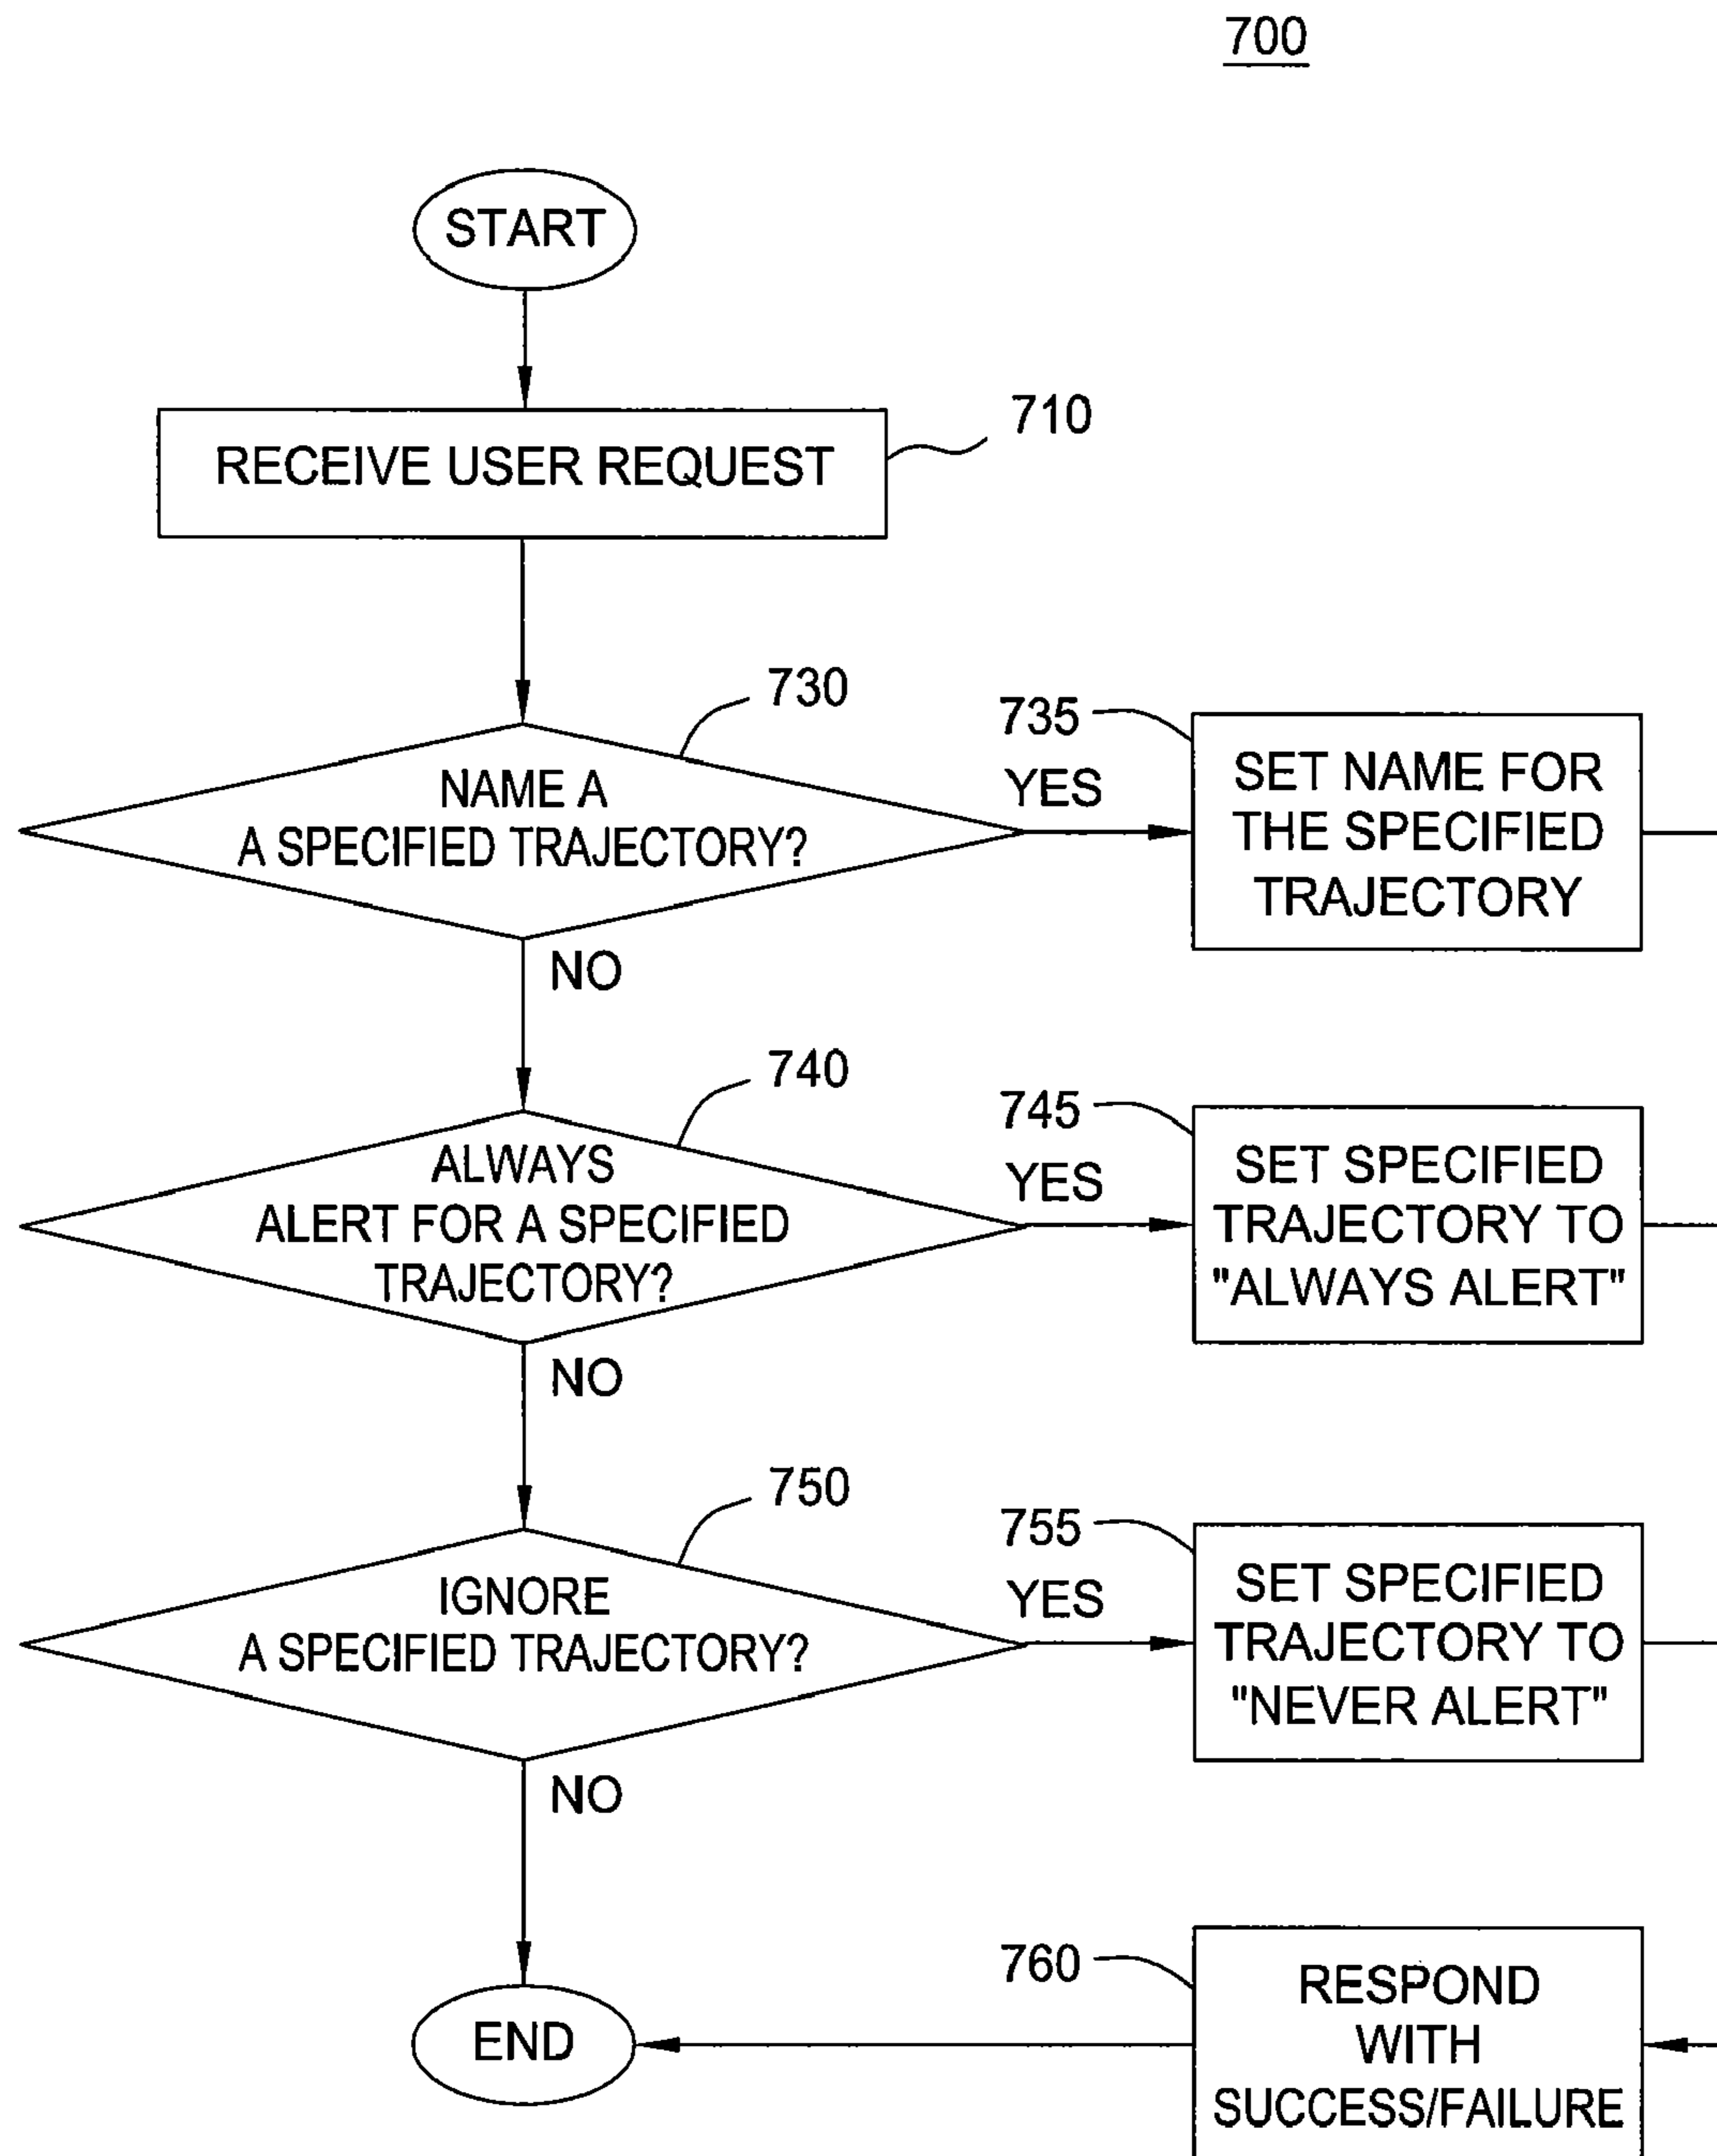 700
START
RECEIVE USER REQUEST
710
730
NAME A
A SPECIFIED TRAJECTORY?
YES
735
SET NAME FOR
THE SPECIFIED
TRAJECTORY
NO
740
ALWAYS
ALERT FOR A SPECIFIED
TRAJECTORY?
YES
745
SET SPECIFIED
TRAJECTORY TO
"ALWAYS ALERT"
NO
750
IGNORE
A SPECIFIED TRAJECTORY?
YES
755
SET SPECIFIED
TRAJECTORY TO
"NEVER ALERT"
NO
END
760
RESPOND
WITH
SUCCESS/FAILURE